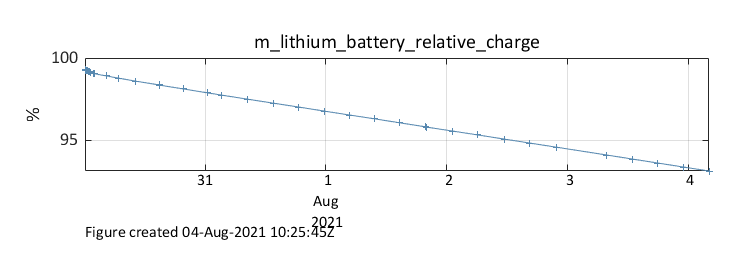 m_lithium_battery_relative_charge
100
%
95
31 1 2 3 4
Aug
2021
Figure created 04-Aug-2021 10:25:45Z